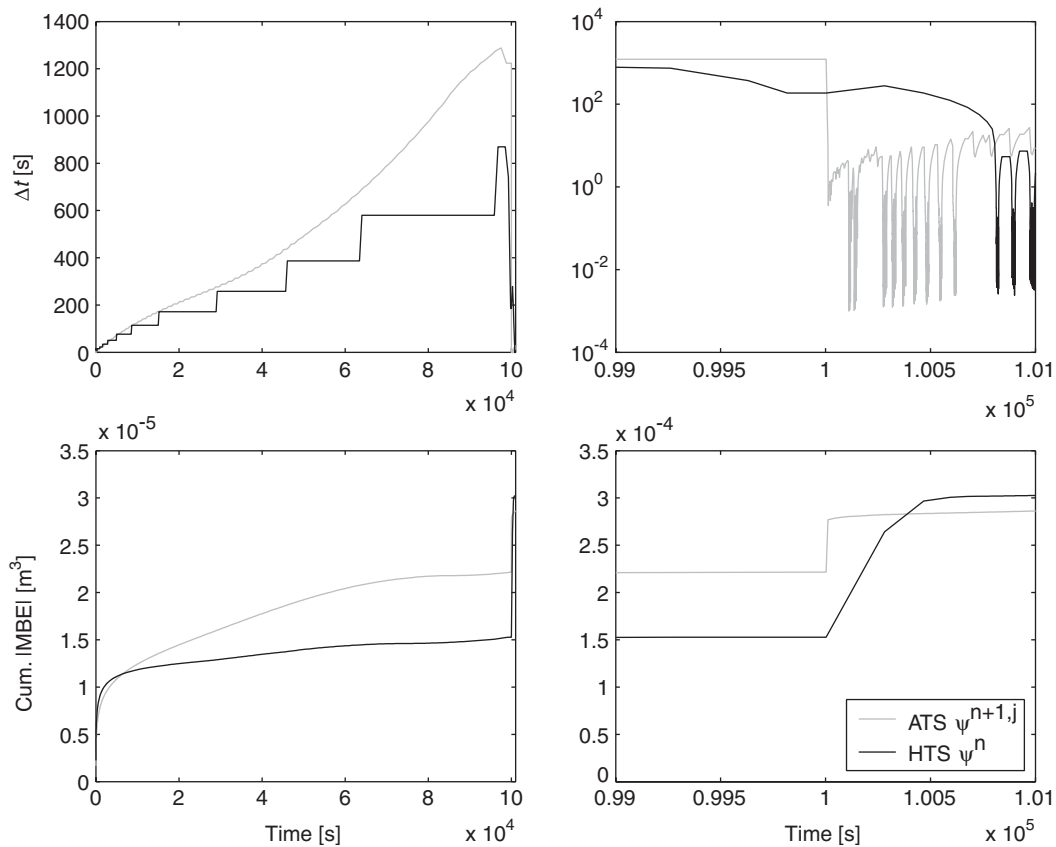 1400
1200
1000
800
600
400
200
0
Δt [s]
0 2 4 6 8 10
x 10^4
10^4
10^2
10^0
10^-2
10^-4
0.99 0.995 1 1.005 1.01
x 10^5
x 10^-5
3.5
3
2.5
2
1.5
1
0.5
0
Cum. |MBE| [m^3]
0 2 4 6 8 10
Time [s] x 10^4
x 10^-4
3.5
3
2.5
2
1.5
1
0.5
0
ATS ψ^n+1,j
HTS ψ^n
0.99 0.995 1 1.005 1.01
Time [s] x 10^5